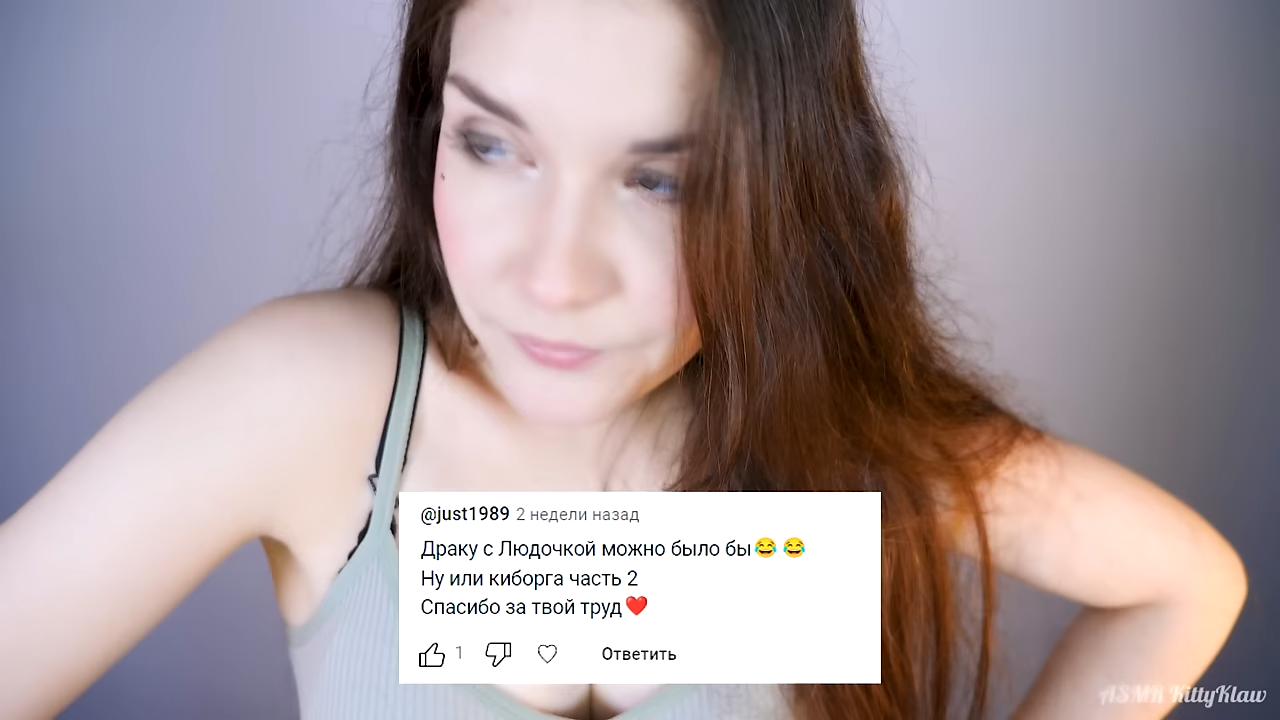 @just1989 2 недели назад
Драку с Людочкой можно было бы😂 😂
Ну или киборга часть 2
Спасибо за твой труд❤️
1 Ответить
ASMR KittyKlaw